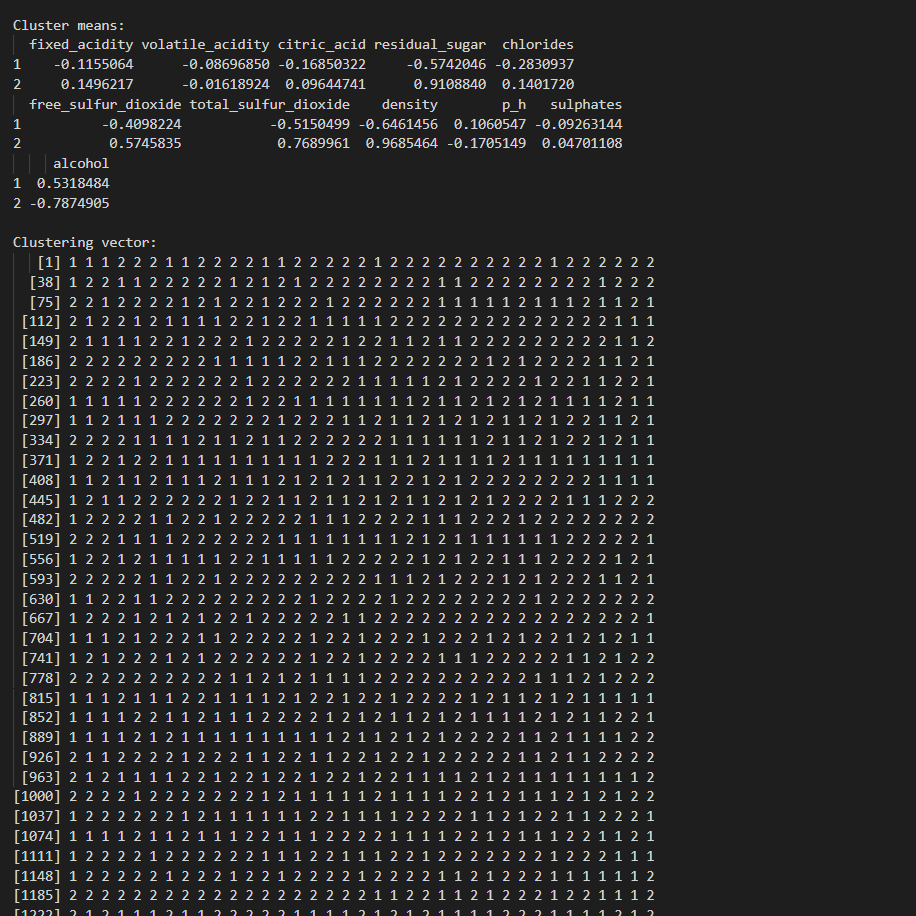 Cluster means:
fixed_acidity volatile_acidity citric_acid residual_sugar chlorides
1 -0.1155064 -0.08696850 -0.16850322 -0.5742046 -0.2830937
2 0.1496217 -0.01618924 0.09644741 0.9108840 0.1401720
free_sulfur_dioxide total_sulfur_dioxide density p_h sulphates
1 -0.4098224 -0.5150499 -0.6461456 0.1060547 -0.09263144
2 0.5745835 0.7689961 0.9685464 -0.1705149 0.04701108
alcohol
1 0.5318484
2 -0.7874905
Clustering vector:
[1] 1 1 1 2 2 2 1 1 2 2 2 2 1 1 2 2 2 2 2 1 2 2 2 2 2 2 2 2 2 2 1 2 2 2 2 2 2
[38] 1 2 2 1 1 2 2 2 2 2 1 2 1 2 1 2 2 2 2 2 2 2 1 1 2 2 2 2 2 2 2 2 1 2 2 2
[75] 2 2 1 2 2 2 2 1 2 1 2 2 1 2 2 2 1 2 2 2 2 2 2 1 1 1 1 1 2 1 1 1 2 1 1 2 1
[112] 2 1 2 2 1 2 1 1 1 1 2 2 1 2 2 1 1 1 1 1 2 2 2 2 2 2 2 2 2 2 2 2 2 2 1 1 1
[149] 2 1 1 1 1 2 2 1 2 2 2 1 2 2 2 2 2 1 2 2 1 1 2 1 1 2 2 2 2 2 2 2 2 2 1 1 2
[186] 2 2 2 2 2 2 2 2 2 1 1 1 1 1 2 2 1 1 1 2 2 2 2 2 2 2 1 2 1 2 2 2 2 1 1 2 1
[223] 2 2 2 2 1 2 2 2 2 2 2 1 2 2 2 2 2 2 1 1 1 1 1 2 1 2 2 2 2 1 2 2 1 1 2 2 1
[260] 1 1 1 1 1 2 2 2 2 2 2 1 2 2 1 1 1 1 1 1 1 1 2 1 1 2 1 2 1 2 1 1 1 1 2 1 1
[297] 1 1 2 1 1 1 2 2 2 2 2 2 1 2 2 2 2 1 1 2 1 1 2 1 2 1 2 1 1 2 1 2 2 1 1 2 1
[334] 2 2 2 2 1 1 1 1 2 1 1 2 1 1 2 2 2 2 2 2 1 1 1 1 1 1 2 1 1 2 1 2 2 1 2 1 1
[371] 1 2 2 1 2 2 1 1 1 1 1 1 1 1 1 1 2 2 2 1 1 1 2 1 1 1 1 2 1 1 1 1 1 1 1 1 1
[408] 1 1 2 1 1 2 1 1 1 2 1 1 1 2 1 2 1 2 1 1 2 1 2 2 1 2 2 2 2 2 2 2 2 1 1 1 1
[445] 1 2 1 1 2 2 2 2 2 2 1 2 2 1 1 2 1 1 2 1 2 1 1 2 1 2 1 2 2 2 2 1 1 1 2 2 2
[482] 1 2 2 2 2 1 1 2 2 1 2 2 2 2 2 1 1 1 2 2 2 2 1 1 1 2 2 2 1 2 2 2 2 2 2 2 2
[519] 2 2 2 1 1 1 1 2 2 2 2 2 2 1 1 1 1 1 1 1 1 2 1 2 1 1 1 1 1 1 1 2 2 2 2 2 1
[556] 1 2 2 1 2 1 1 1 1 1 2 2 1 1 1 1 2 2 2 2 2 1 2 1 2 2 1 1 1 2 2 2 2 1 2 1
[593] 2 2 2 2 2 1 1 2 2 1 2 2 2 2 2 2 2 2 2 1 1 1 2 1 2 2 2 1 2 1 2 2 2 1 1 2 1
[630] 1 1 2 2 1 1 2 2 2 2 2 2 2 2 2 1 2 2 2 2 1 2 2 2 2 2 2 2 2 1 2 2 2 2 2 2 2
[667] 1 2 2 2 1 2 1 2 1 2 2 1 2 2 2 2 2 1 1 2 2 2 2 2 2 2 2 2 2 2 2 2 2 2 2 2 1
[704] 1 1 1 2 1 2 2 2 1 1 2 2 2 2 2 1 2 2 1 2 2 2 1 2 2 2 1 2 1 2 2 1 2 1 2 1 1
[741] 1 2 1 2 2 2 1 2 1 2 2 2 2 2 2 1 2 2 1 2 2 2 2 1 1 1 2 2 2 2 2 1 1 2 1 2 2
[778] 2 2 2 2 2 2 2 2 2 2 1 1 2 1 2 1 1 1 1 2 2 2 2 2 2 2 2 2 2 2 1 1 1 2 1 2 2 2
[815] 1 1 1 2 1 1 1 2 2 1 1 1 1 2 1 2 2 1 2 2 1 2 2 2 2 1 2 1 1 2 1 2 1 1 1 1 1
[852] 1 1 1 1 2 2 1 1 2 1 1 1 2 2 2 2 1 2 1 2 1 1 2 1 2 1 1 1 1 2 1 2 1 1 2 2 1
[889] 1 1 1 1 2 1 1 2 1 1 1 1 1 1 1 1 1 1 2 1 2 1 2 1 2 2 2 2 2 1 1 2 1 1 1 1 2 2
[926] 2 1 1 2 2 2 2 1 2 2 2 1 1 2 1 1 1 1 2 1 2 1 2 2 2 2 2 2 1 1 2 1 1 2 2 2 2
[963] 2 1 2 1 1 1 1 2 2 1 2 2 1 2 2 1 2 1 2 2 1 1 1 1 2 1 2 1 1 1 1 1 1 1 1 1 2
[1000] 2 2 2 2 1 2 2 2 2 2 2 2 1 2 1 1 1 1 1 2 1 1 1 1 2 2 1 2 1 1 1 2 1 2 1 2 2
[1037] 1 2 2 2 2 2 2 1 2 1 1 1 1 1 1 2 2 1 1 1 1 2 2 2 2 1 1 2 1 1 2 2 1 2 2 2 1
[1074] 1 1 1 1 2 1 1 2 1 1 1 2 2 1 1 1 2 2 2 2 1 1 1 1 2 2 1 2 1 1 1 2 2 1 1 2 1
[1111] 1 2 2 2 2 1 2 2 2 2 2 2 1 1 1 2 2 1 1 1 2 2 1 2 2 2 2 2 2 2 1 2 2 2 1 1 1
[1148] 1 2 2 2 2 2 1 2 2 2 1 2 2 1 2 2 2 2 1 2 2 2 2 1 2 2 2 2 1 1 1 1 1 1 2
[1185] 2 2 2 2 2 2 2 2 2 2 2 2 2 2 2 2 2 2 2 1 1 2 2 1 1 2 1 2 2 2 1 2 2 1 1 1 2